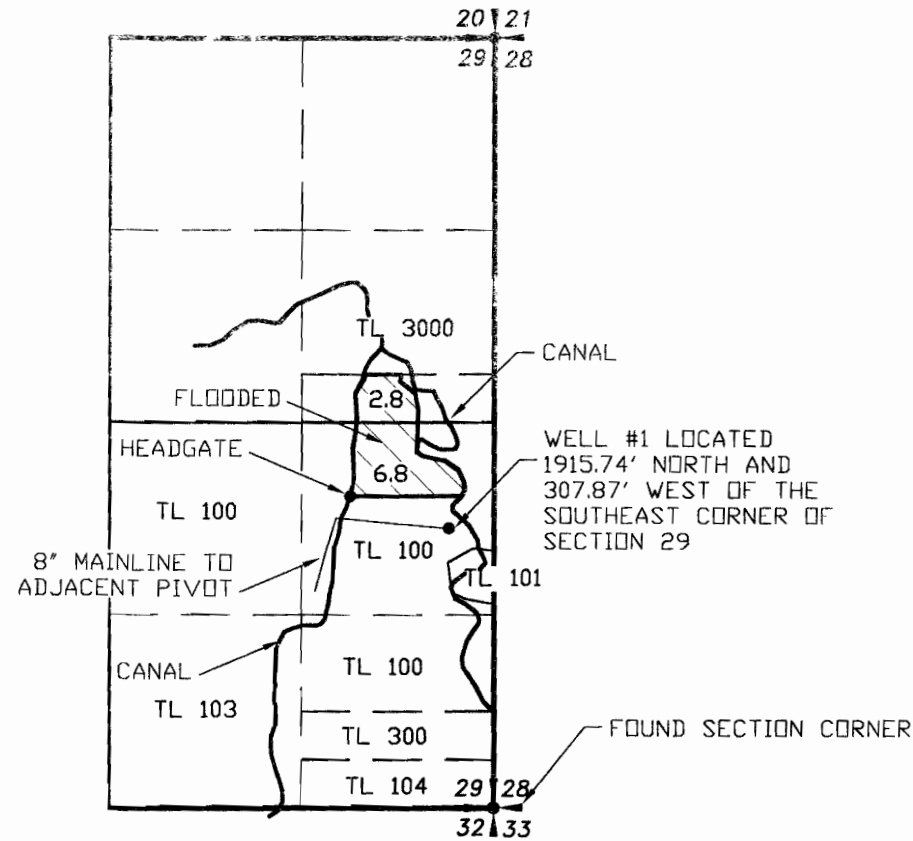 20 21
29 28
TL 3000
CANAL
FLOODED
2.8
HEADGATE
6.8
WELL #1 LOCATED
1915.74' NORTH AND
307.87' WEST OF THE
SOUTHEAST CORNER OF
SECTION 29
TL 100
TL 100
8" MAINLINE TO
ADJACENT PIVOT
TL 101
CANAL
TL 100
TL 103
TL 300
FOUND SECTION CORNER
TL 104
29 28
32 33